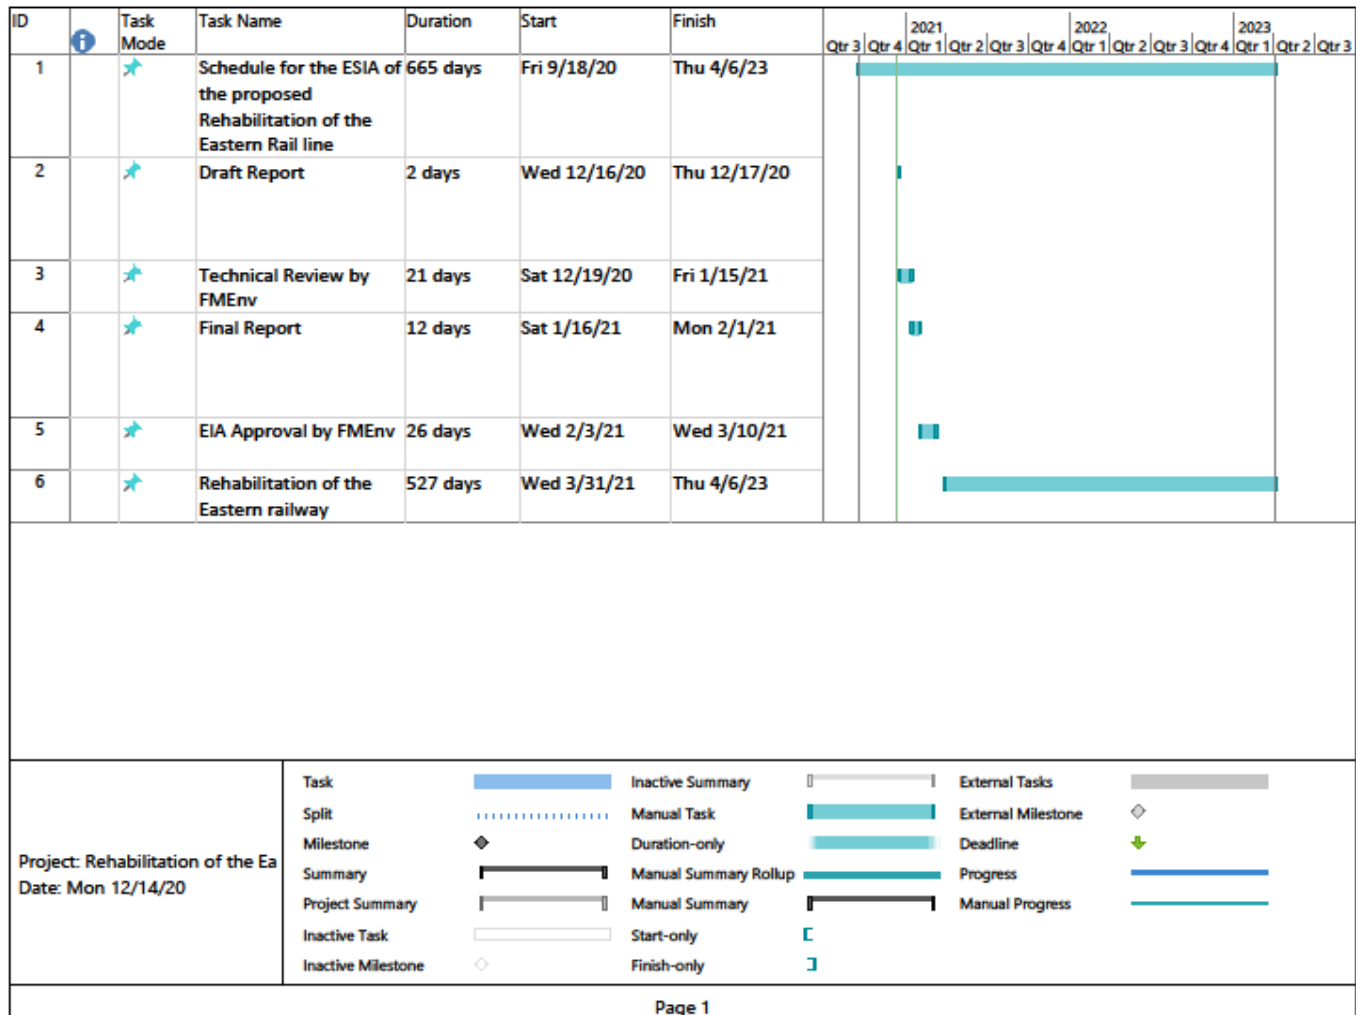 ID Task Mode Task Name Duration Start Finish
2021 2022 2023
Qtr 3 Qtr 4 Qtr 1 Qtr 2 Qtr 3 Qtr 4 Qtr 1 Qtr 2 Qtr 3 Qtr 4 Qtr 1 Qtr 2 Qtr 3
1 Schedule for the ESIA of 665 days Fri 9/18/20 Thu 4/6/23
the proposed
Rehabilitation of the
Eastern Rail line
2 Draft Report 2 days Wed 12/16/20 Thu 12/17/20
3 Technical Review by 21 days Sat 12/19/20 Fri 1/15/21
FMEnv
4 Final Report 12 days Sat 1/16/21 Mon 2/1/21
5 EIA Approval by FMEnv 26 days Wed 2/3/21 Wed 3/10/21
6 Rehabilitation of the 527 days Wed 3/31/21 Thu 4/6/23
Eastern railway
Project: Rehabilitation of the Ea
Date: Mon 12/14/20
Task Inactive Summary External Tasks
Split Manual Task External Milestone
Milestone Duration-only Deadline
Summary Manual Summary Rollup Progress
Project Summary Manual Summary Manual Progress
Inactive Task Start-only
Inactive Milestone Finish-only
Page 1